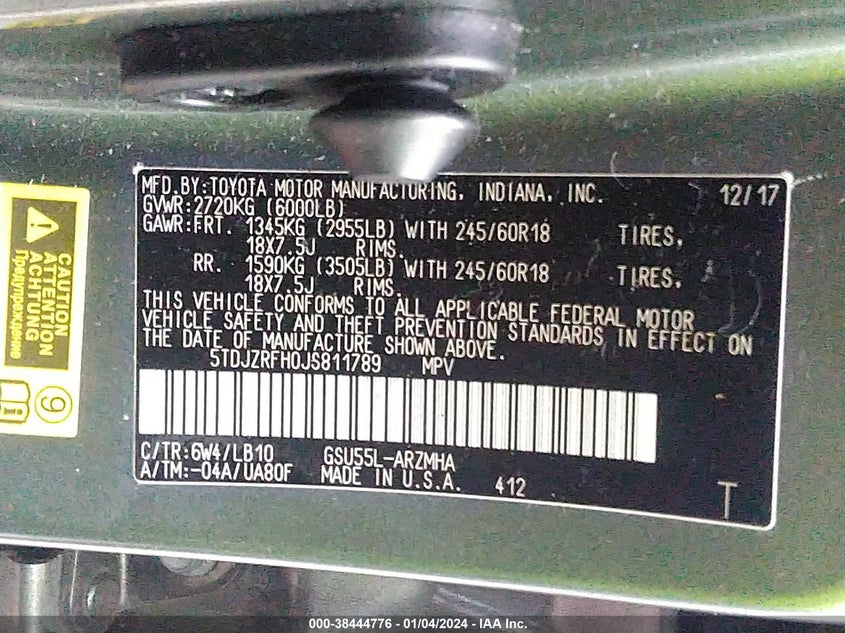 MFD.BY:TOYOTA MOTOR MANUFACTURING, INDIANA, INC. 12/17
GVWR:2720KG (6000LB)
GAWR:FRT. 1345KG (2955LB) WITH 245/60R18 TIRES,
18X7.5J RIMS.
RR. 1590KG (3505LB) WITH 245/60R18 TIRES,
18X7.5J RIMS.
THIS VEHICLE CONFORMS TO ALL APPLICABLE FEDERAL MOTOR
VEHICLE SAFETY AND THEFT PREVENTION STANDARDS IN EFFECT ON
THE DATE OF MANUFACTURE SHOWN ABOVE.
5TDJZRFH0JS811789 MPV
C/TR:6W4/LB10 GSU55L-ARZMHA
A/TM:-04A/UA80F MADE IN U.S.A. 412
T
CAUTION
ATTENTION
ACHTUNG
Предупреждение
9
000-38444776 - 01/04/2024 - IAA Inc.